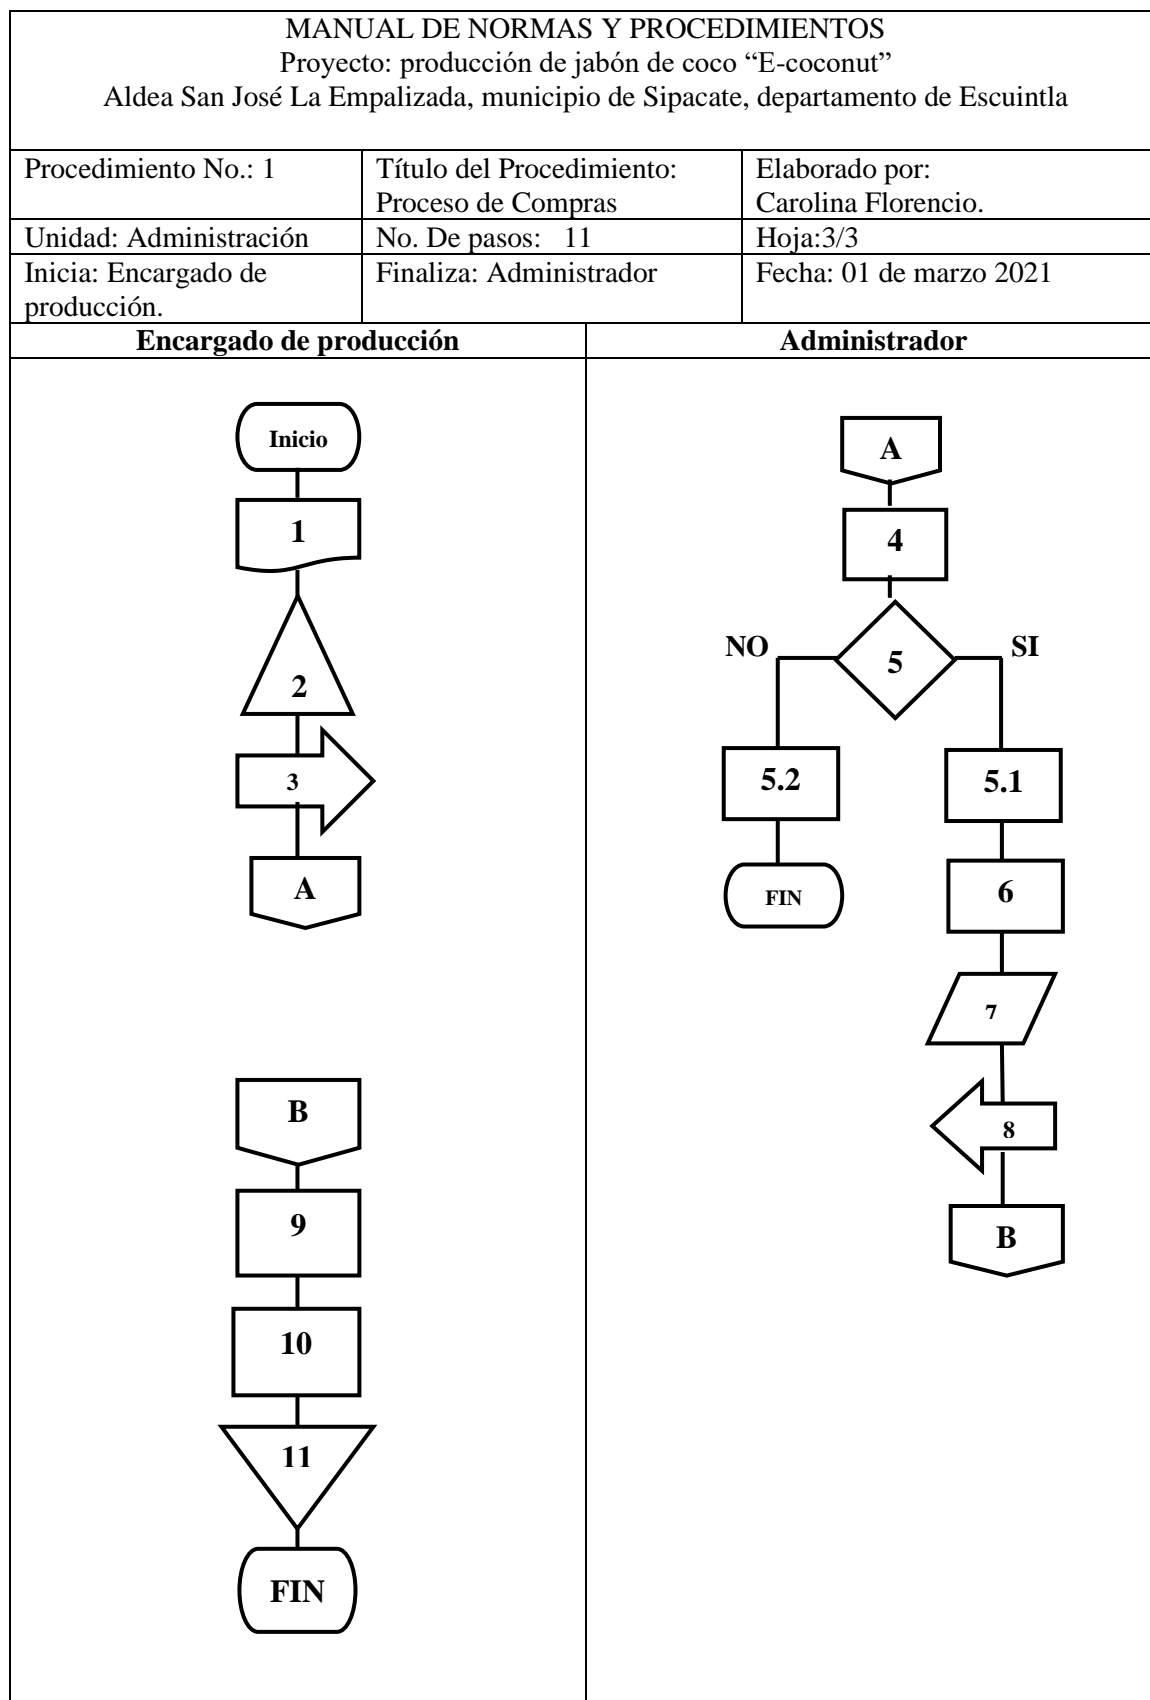 MANUAL DE NORMAS Y PROCEDIMIENTOS
Proyecto: producción de jabón de coco “E-coconut”
Aldea San José La Empalizada, municipio de Sipacate, departamento de Escuintla
Procedimiento No.: 1
Título del Procedimiento:
Proceso de Compras
Elaborado por:
Carolina Florencio.
Unidad: Administración
No. De pasos: 11
Hoja:3/3
Inicia: Encargado de
producción.
Finaliza: Administrador
Fecha: 01 de marzo 2021
Encargado de producción
Administrador
Inicio
1
2
3
A
B
9
10
11
FIN
A
4
5
NO
SI
5.2
5.1
FIN
6
7
8
B